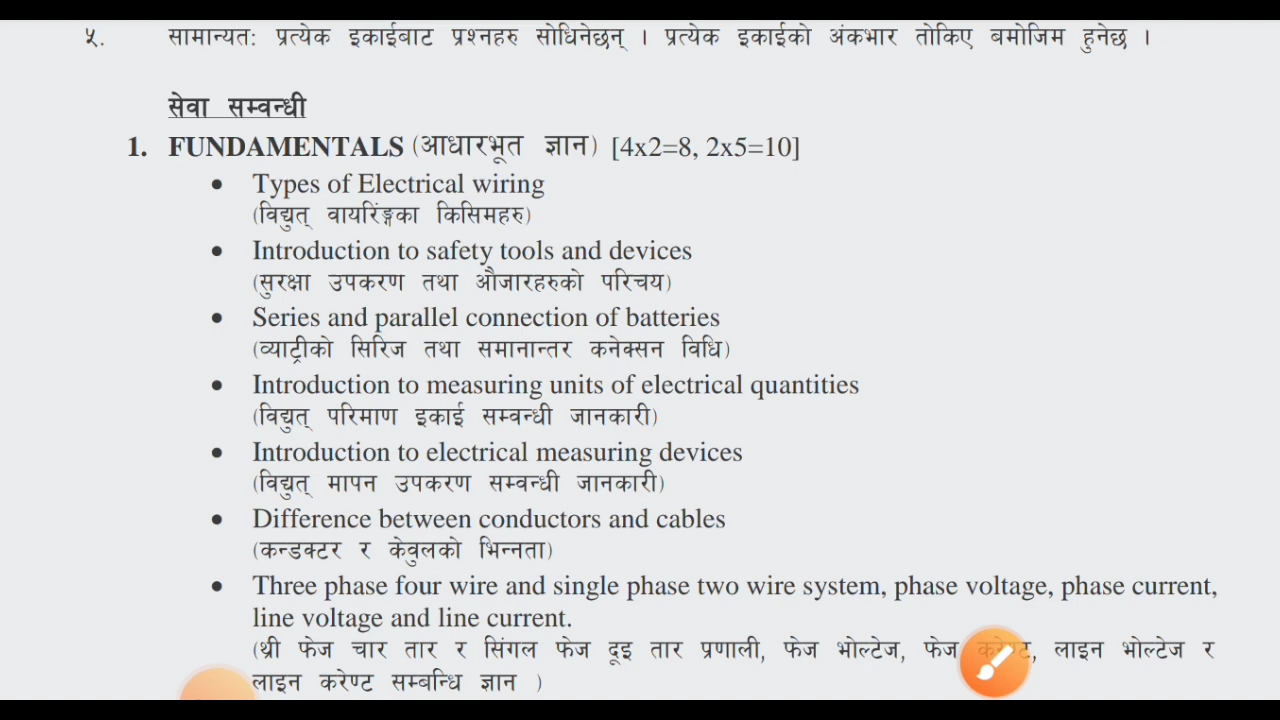 ५. सामान्यतः प्रत्येक इकाईबाट प्रश्नहरु सोधिनेछन् । प्रत्येक इकाईको अंकभार तोकिए बमोजिम हुनेछ ।
सेवा सम्वन्धी
1. FUNDAMENTALS (आधारभूत ज्ञान) [4x2=8, 2x5=10]
• Types of Electrical wiring
(विद्युत् वायरिङ्गका किसिमहरु)
• Introduction to safety tools and devices
(सुरक्षा उपकरण तथा औजारहरुको परिचय)
• Series and parallel connection of batteries
(व्याट्रीको सिरिज तथा समानान्तर कनेक्सन विधि)
• Introduction to measuring units of electrical quantities
(विद्युत् परिमाण इकाई सम्वन्धी जानकारी)
• Introduction to electrical measuring devices
(विद्युत् मापन उपकरण सम्वन्धी जानकारी)
• Difference between conductors and cables
(कन्डक्टर र केवुलको भिन्नता)
• Three phase four wire and single phase two wire system, phase voltage, phase current,
line voltage and line current.
(थ्री फेज चार तार र सिंगल फेज दूइ तार प्रणाली, फेज भोल्टेज, फेज करेण्ट, लाइन भोल्टेज र
लाइन करेण्ट सम्बन्धि ज्ञान )